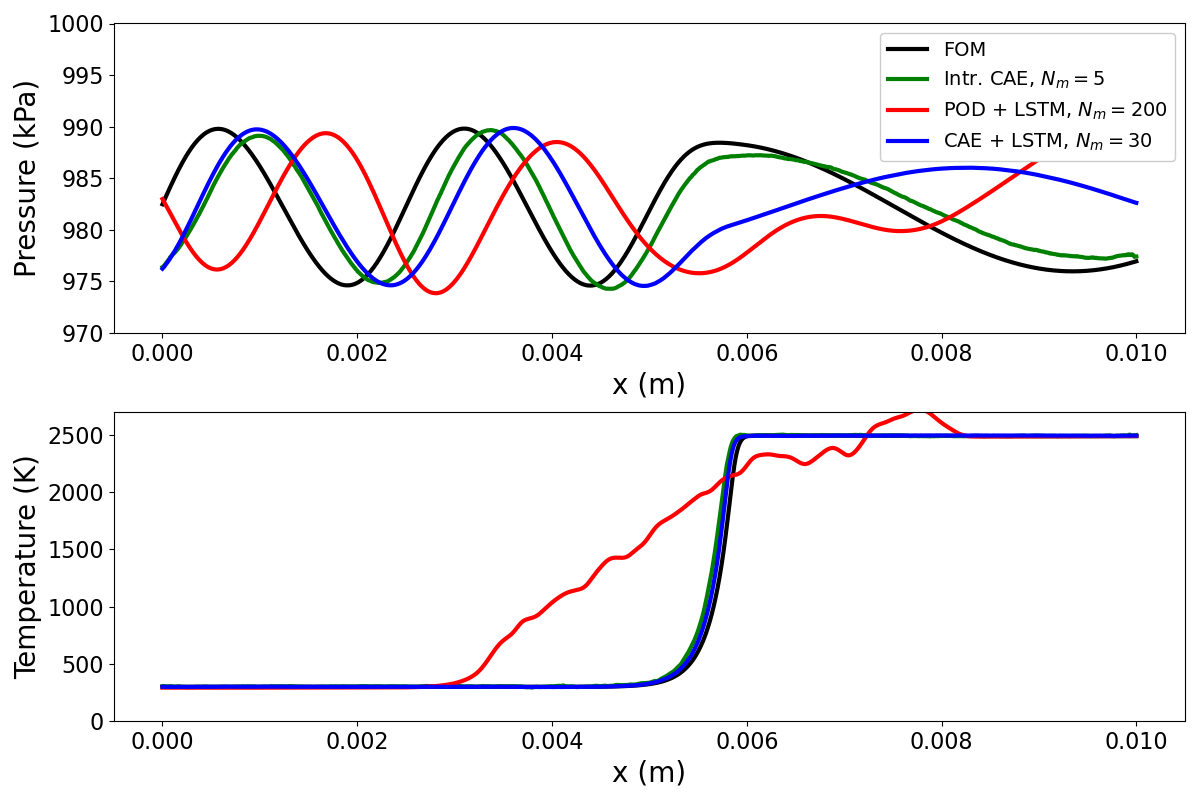 1000
995
990
985
980
975
970
Pressure (kPa)
FOM
Intr. CAE, N_m = 5
POD + LSTM, N_m = 200
CAE + LSTM, N_m = 30
0.000 0.002 0.004 0.006 0.008 0.010
x (m)
2500
2000
1500
1000
500
0
Temperature (K)
0.000 0.002 0.004 0.006 0.008 0.010
x (m)